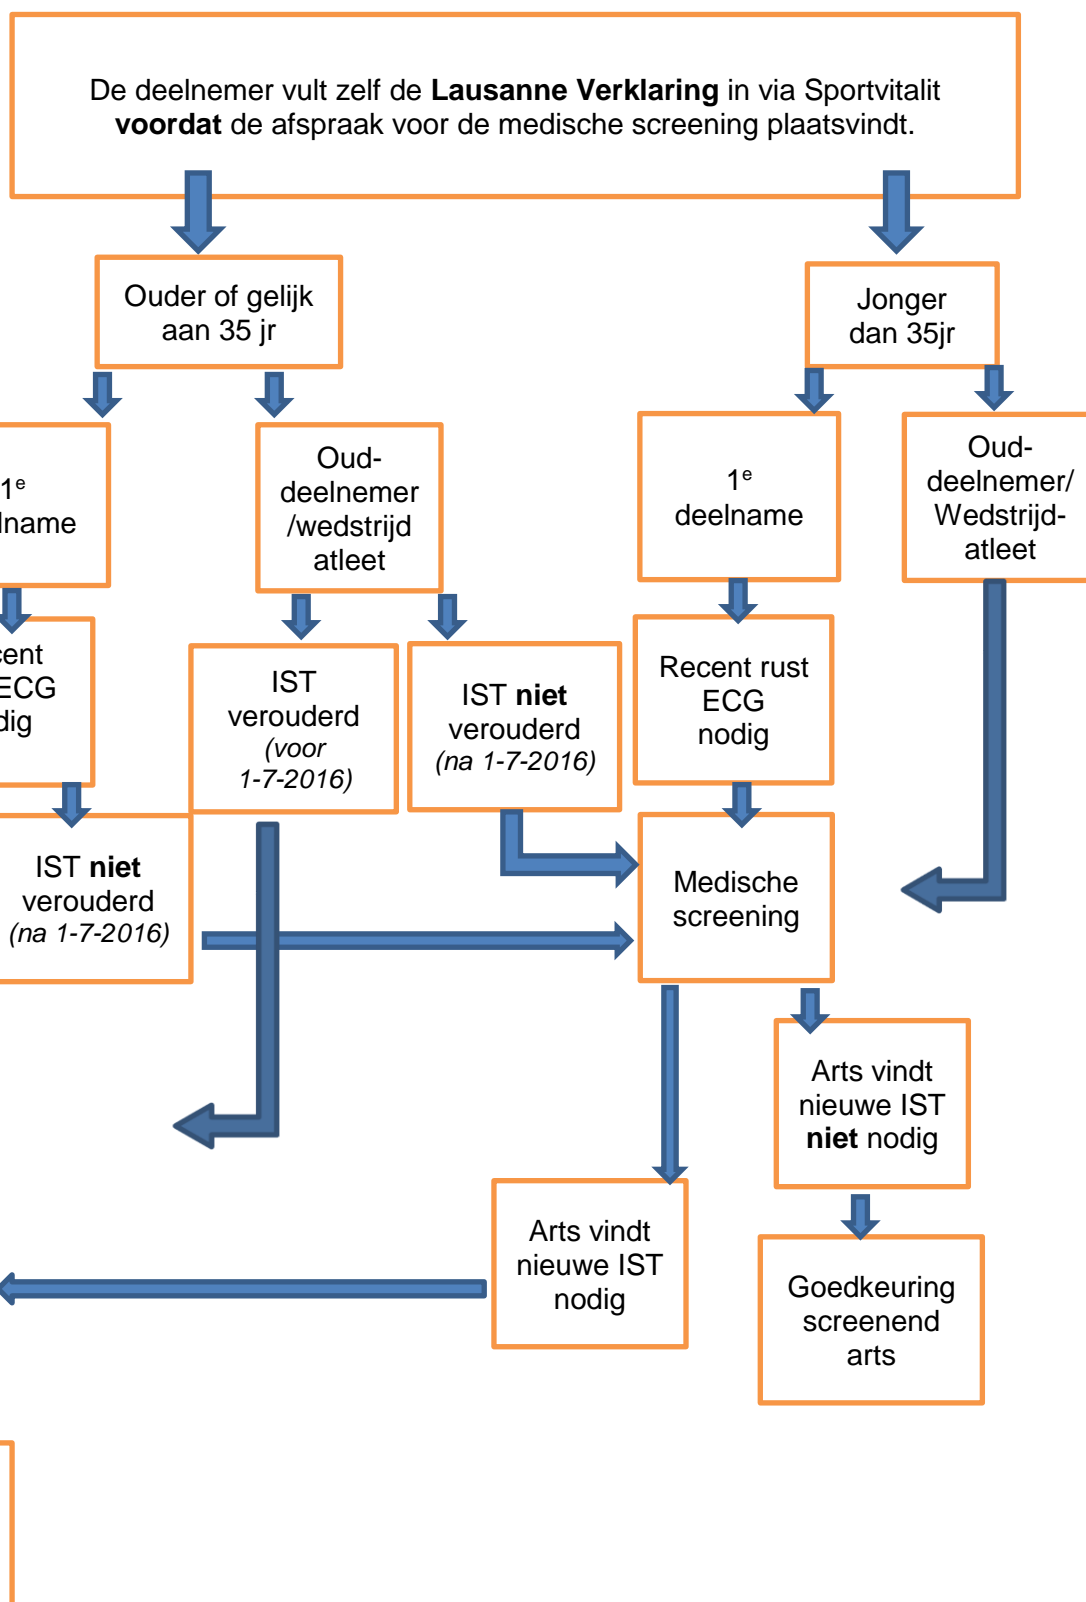 De deelnemer vult zelf de Lausanne Verklaring in via Sportvitalit
voordat de afspraak voor de medische screening plaatsvindt.
Ouder of gelijk
aan 35 jr
Jonger
dan 35jr
1e
Oud-
deelnemer
/wedstrijd
atleet
1e
deelname
Oud-
deelnemer/
Wedstrijd-
atleet
ECG
IST
verouderd
(voor
1-7-2016)
IST niet
verouderd
(na 1-7-2016)
Recent rust
ECG
nodig
IST niet
verouderd
(na 1-7-2016)
Medische
screening
Arts vindt
nieuwe IST
niet nodig
Arts vindt
nieuwe IST
nodig
Goedkeuring
screenend
arts